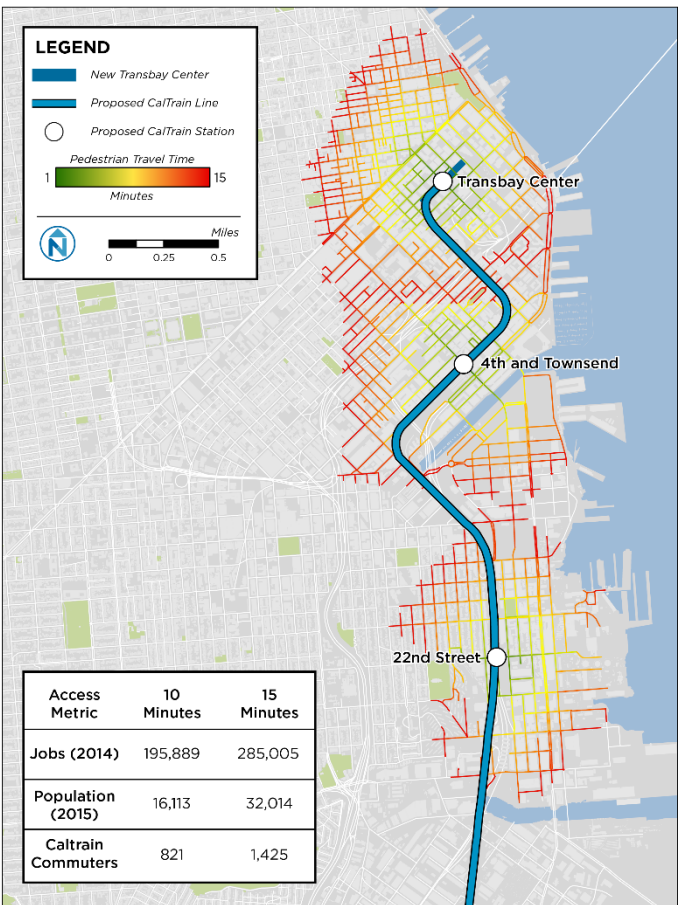 LEGEND
New Transbay Center
Proposed CalTrain Line
Proposed CalTrain Station
Pedestrian Travel Time
1 15
Minutes
N
Miles
0 0.25 0.5
Transbay Center
4th and Townsend
22nd Street
Access Metric 10 Minutes 15 Minutes
Jobs (2014) 195,889 285,005
Population (2015) 16,113 32,014
Caltrain Commuters 821 1,425